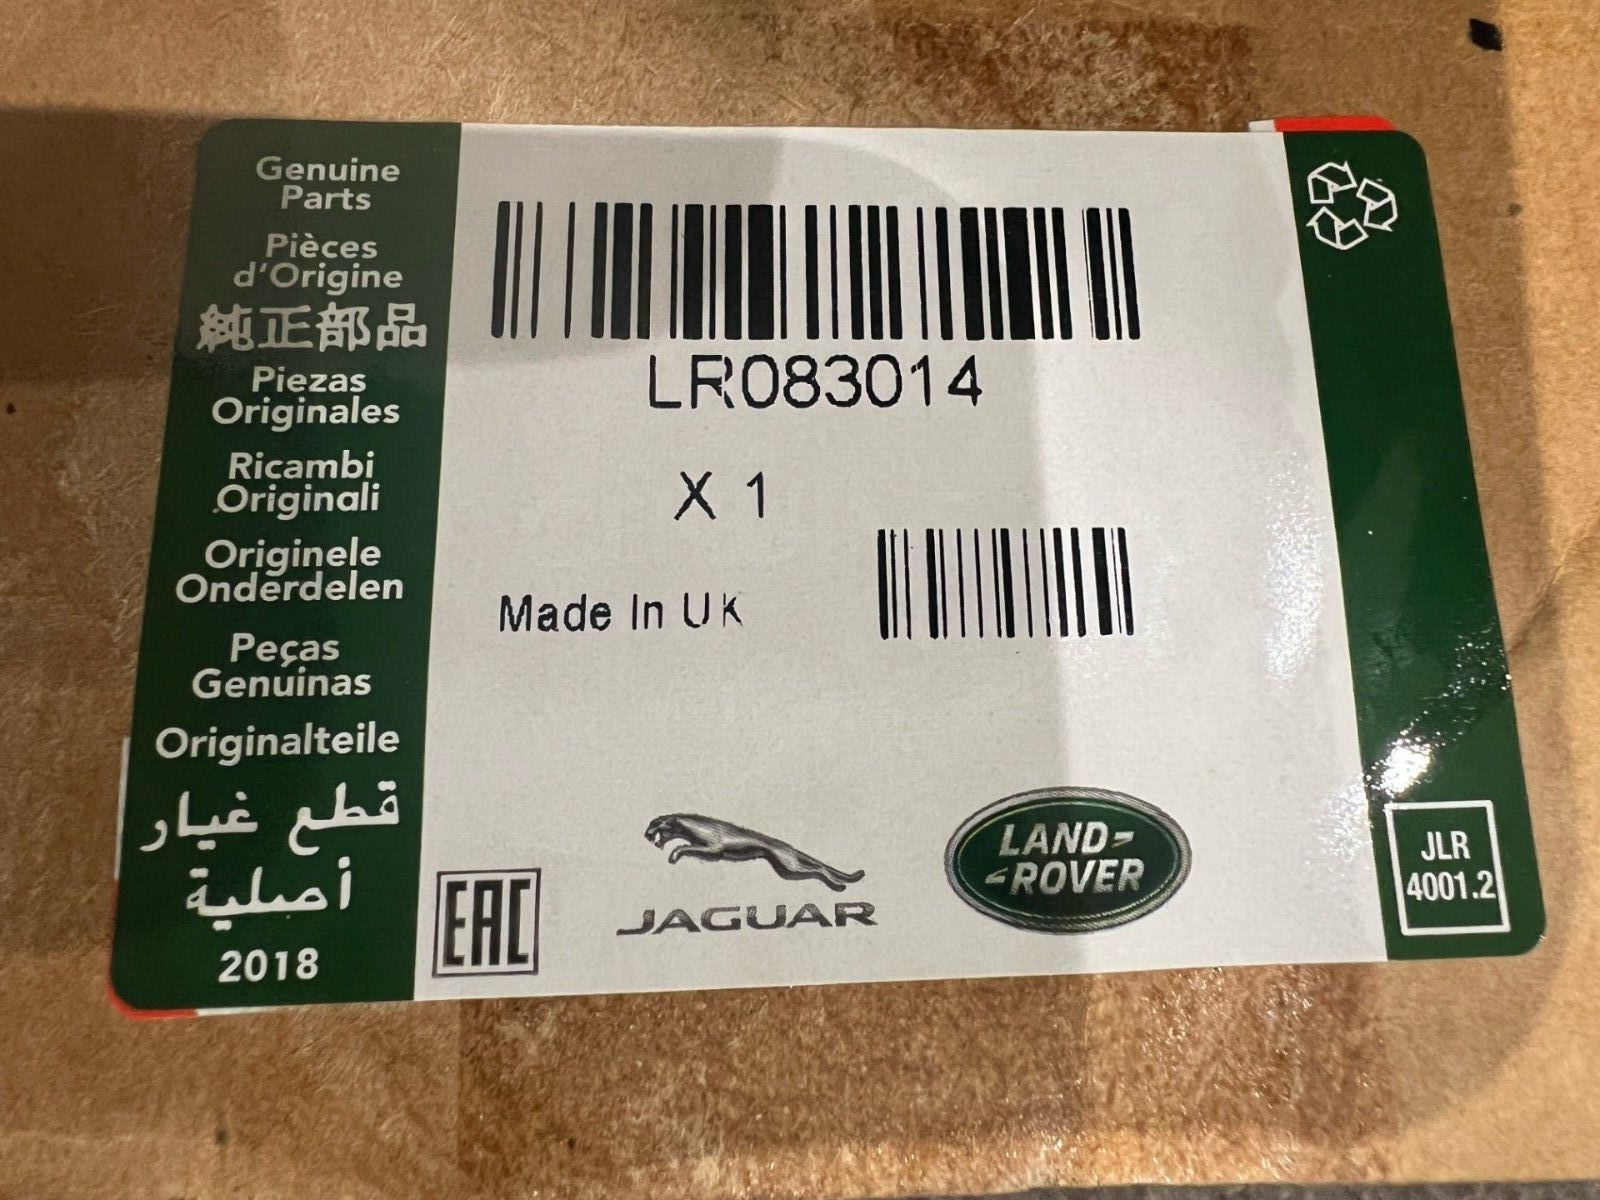 Genuine
Parts
Pièces
d'Origine
純正部品
Piezas
Originales
Ricambi
Originali
Originele
Onderdelen
Peças
Genuinas
Originalteile
قطع غيار
أصلية
2018
LR083014
X 1
Made In UK
EAC
JAGUAR
LAND-
ROVER
JLR
4001.2